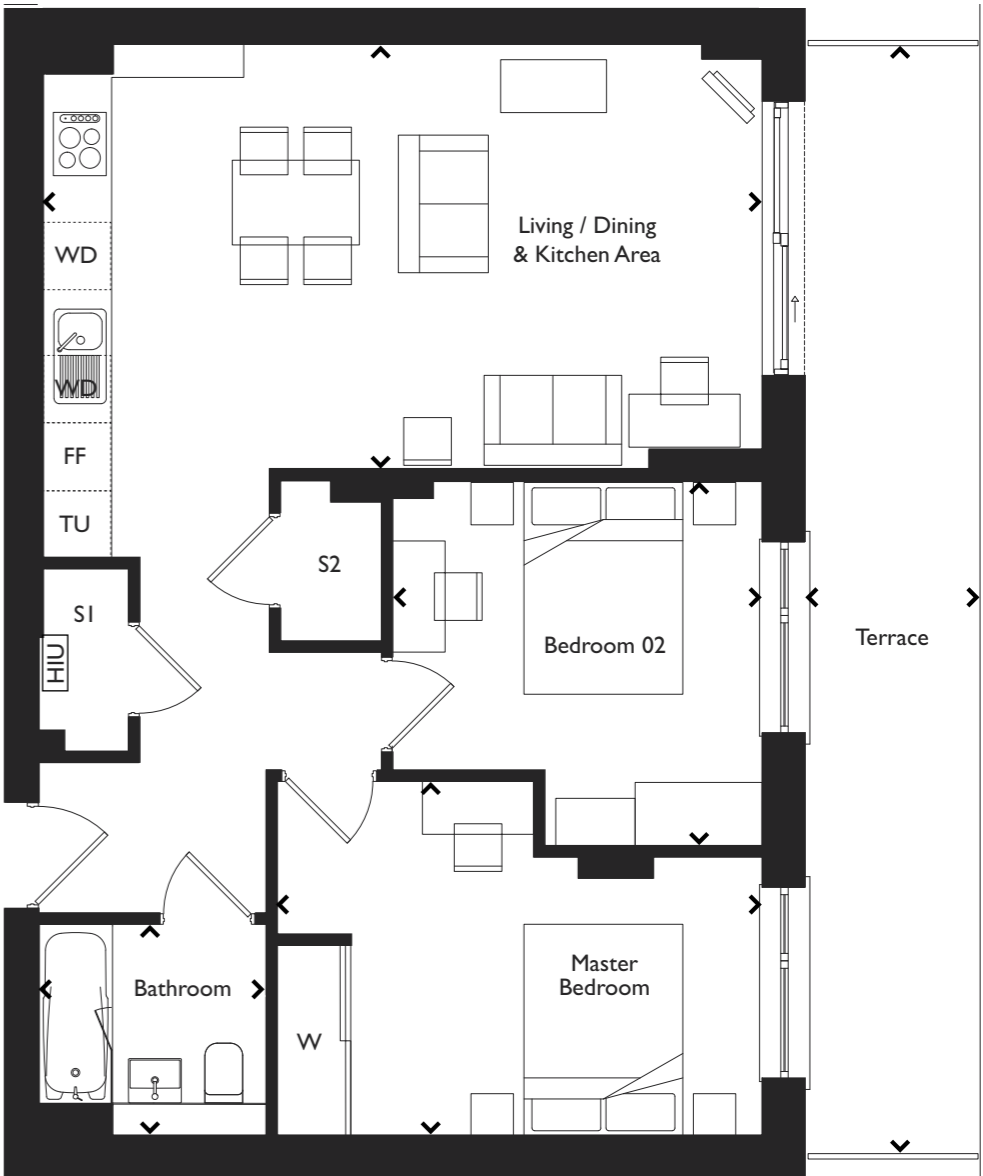 Living / Dining
& Kitchen Area
WD
WD
FF
TU
S1
HIU
S2
Bedroom 02
Terrace
Bathroom
W
Master
Bedroom